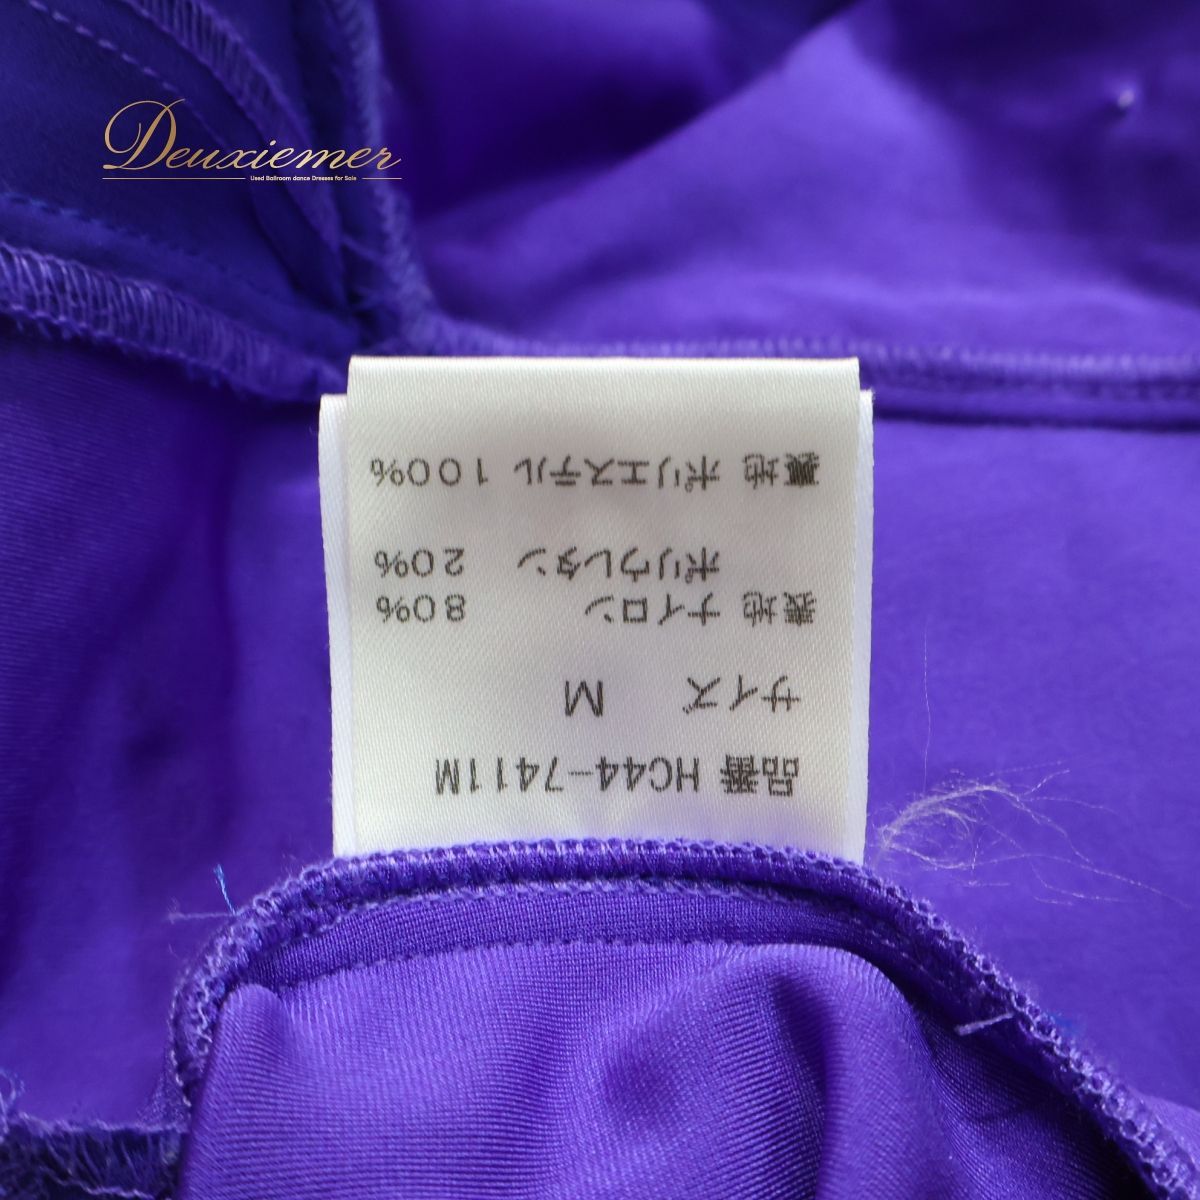 Deuxiemer
Used Ballroom dance Dresses for Sale
品番 HC44-7411M
サイズ M
表地 ナイロン 80%
ポリウレタン 20%
裏地 ポリエステル 100%